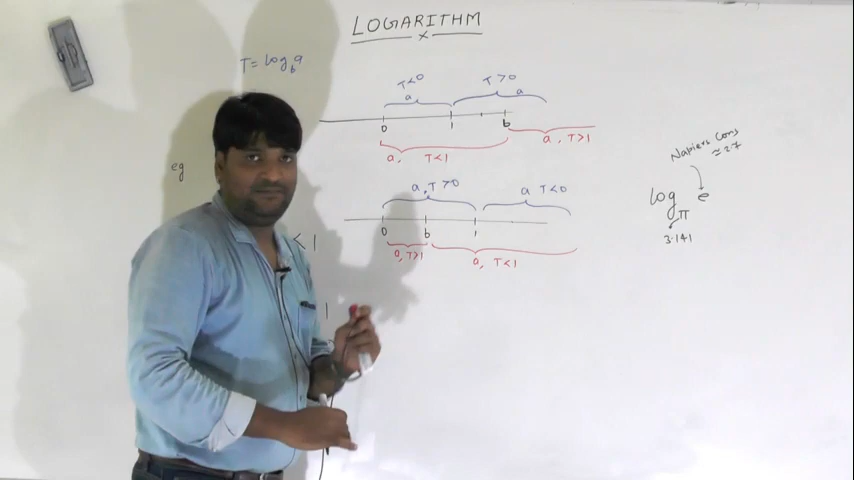 LOGARITHM
x
T = log_b a
T<0
T>0
a
a
0
1
b
a, T<1
a, T>1
eg
a, T>0
a T<0
0
b
1
a, T>1
a, T<1
<1
1
Napiers Cons
≈2.7
log_π e
3.141